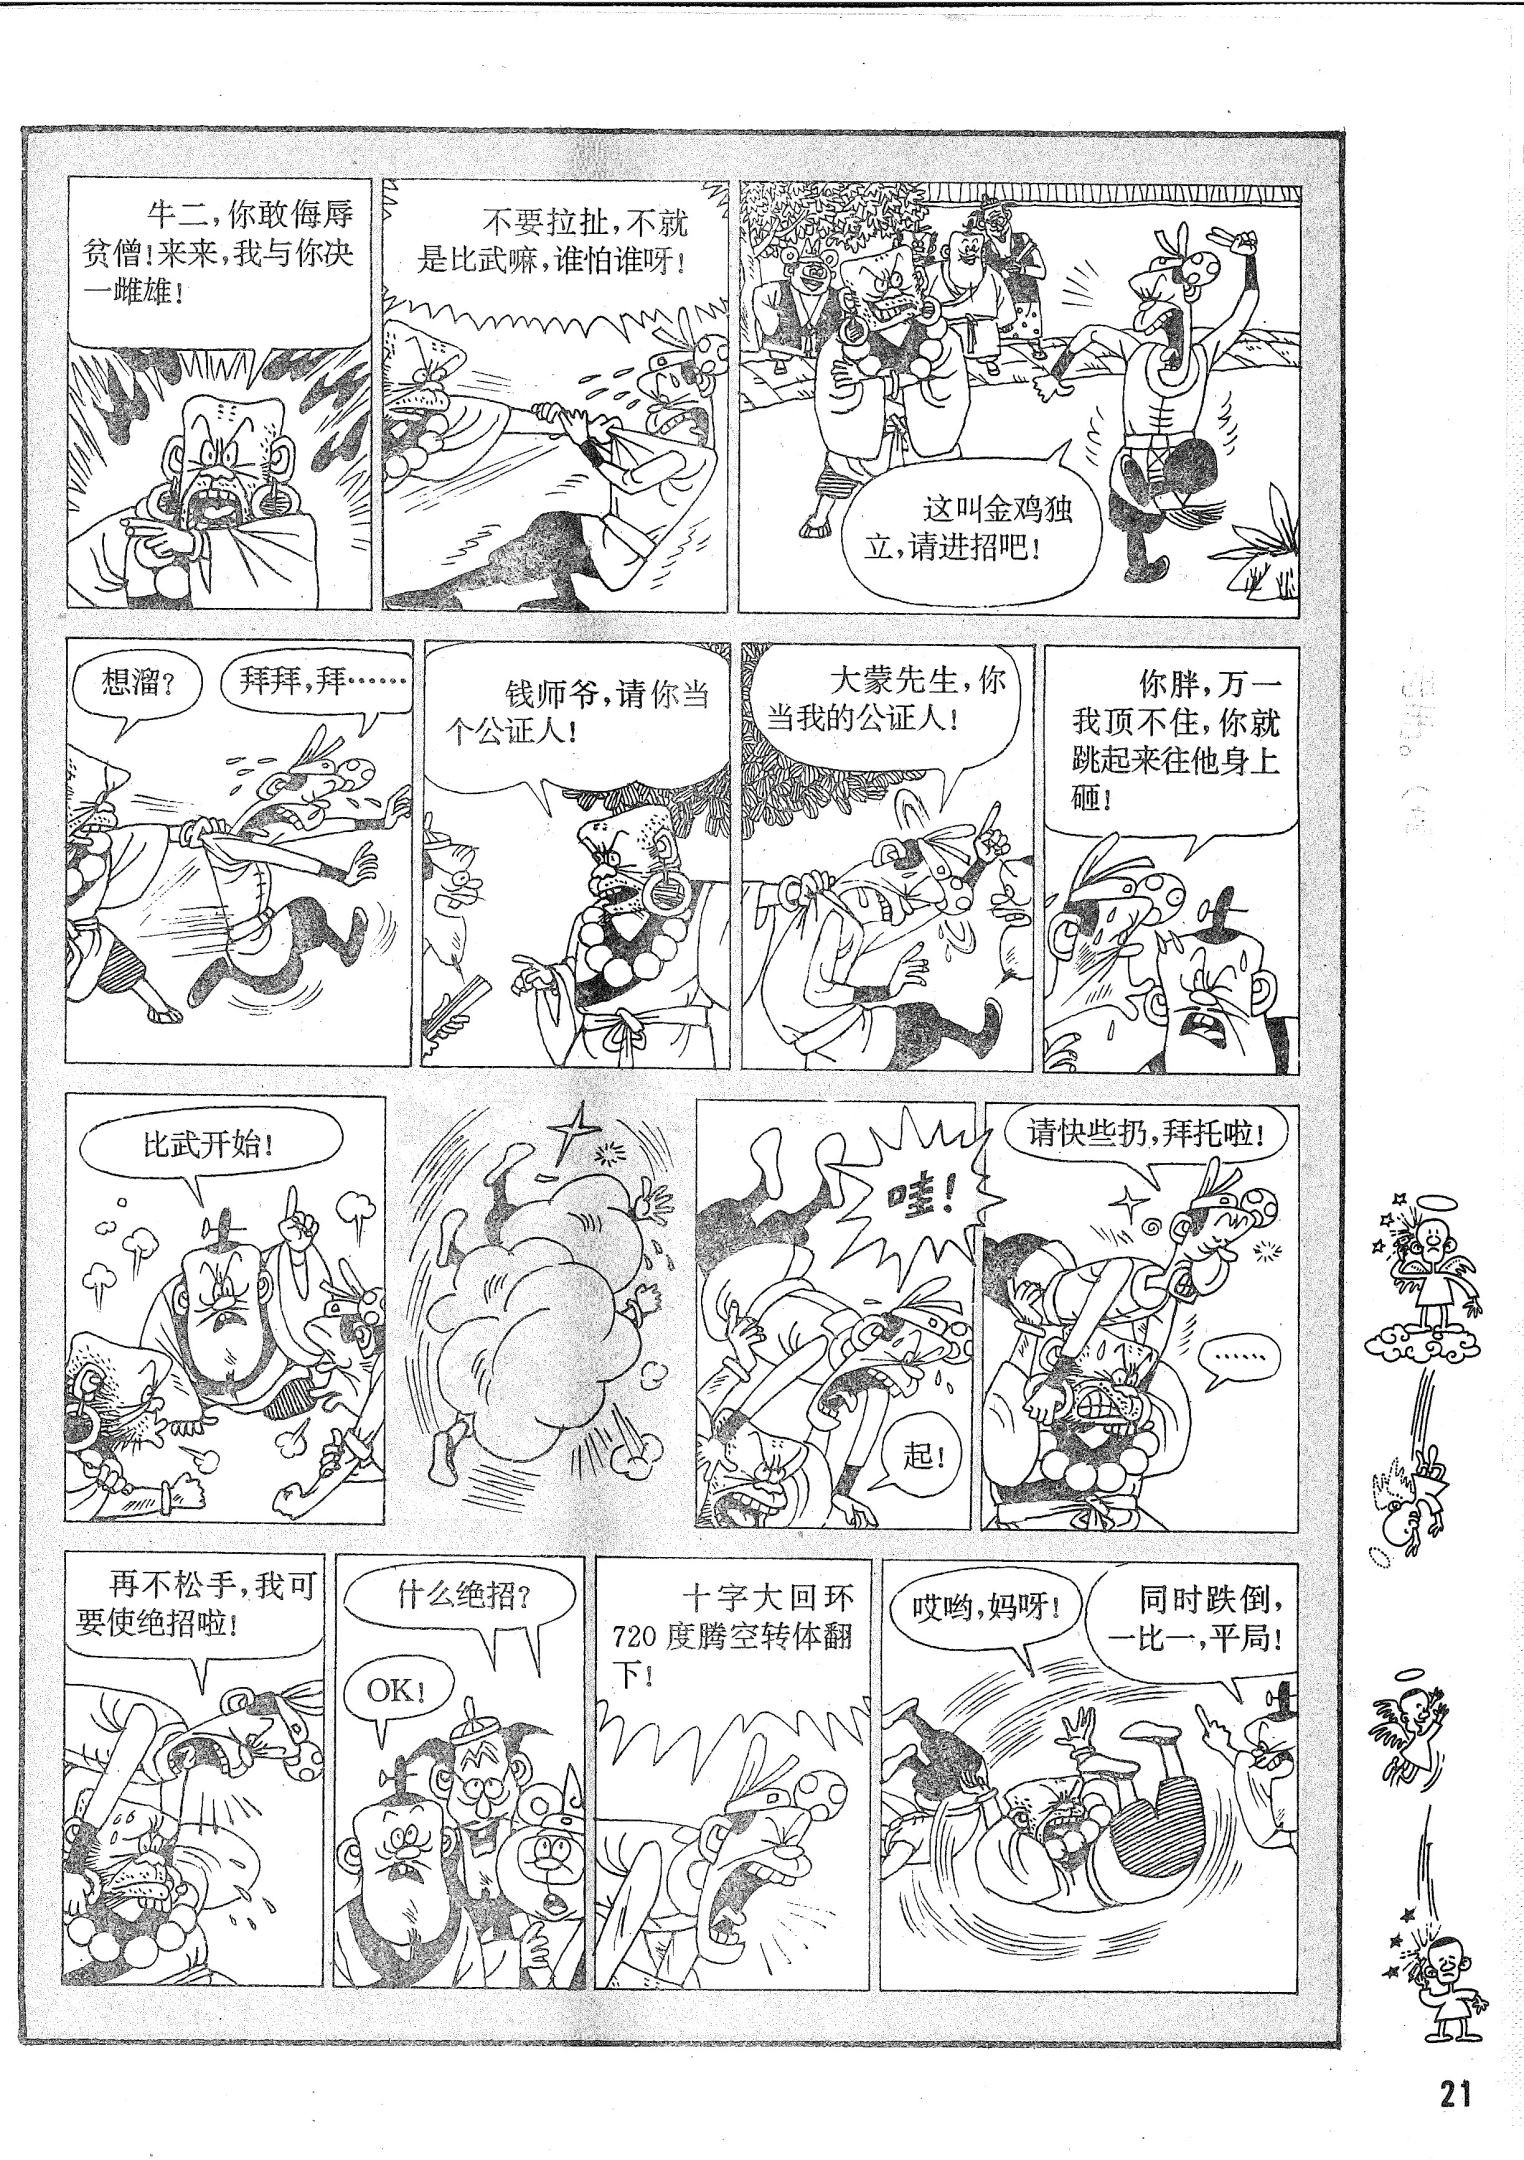 牛二，你敢侮辱
贫僧！来来，我与你决
一雌雄！
不要拉扯，不就
是比武嘛，谁怕谁呀！
这叫金鸡独
立，请进招吧！
想溜？
拜拜，拜……
钱师爷，请你当
个公证人！
大蒙先生，你
当我的公证人！
你胖，万一
我顶不住，你就
跳起来往他身上
砸！
比武开始！
哇！
起！
请快些扔，拜托啦！
……
再不松手，我可
要使绝招啦！
什么绝招？
OK！
十字大回环
720度腾空转体翻
下！
哎哟，妈呀！
同时跌倒，
一比一，平局！
21